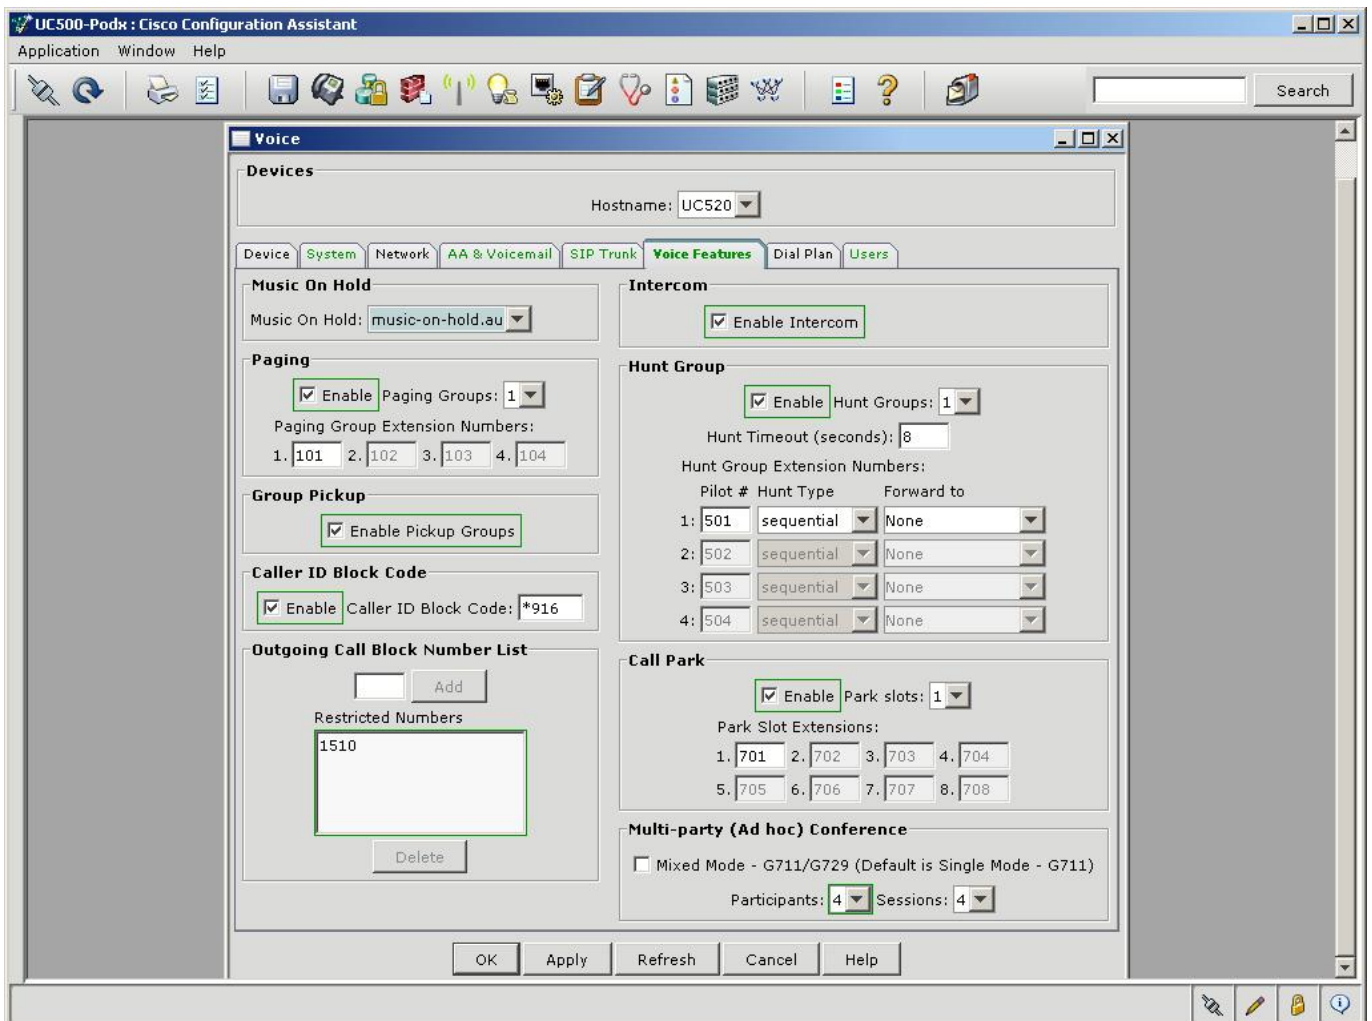 UC500-Podx : Cisco Configuration Assistant
Application Window Help
Search
Voice
Devices
Hostname: UC520
Device System Network AA & Voicemail SIP Trunk Voice Features Dial Plan Users
Music On Hold
Music On Hold: music-on-hold.au
Paging
Enable Paging Groups: 1
Paging Group Extension Numbers:
1. 101 2. 102 3. 103 4. 104
Group Pickup
Enable Pickup Groups
Caller ID Block Code
Enable Caller ID Block Code: *916
Outgoing Call Block Number List
Add
Restricted Numbers
1510
Delete
Intercom
Enable Intercom
Hunt Group
Enable Hunt Groups: 1
Hunt Timeout (seconds): 8
Hunt Group Extension Numbers:
Pilot # Hunt Type Forward to
1: 501 sequential None
2: 502 sequential None
3: 503 sequential None
4: 504 sequential None
Call Park
Enable Park slots: 1
Park Slot Extensions:
1. 701 2. 702 3. 703 4. 704
5. 705 6. 706 7. 707 8. 708
Multi-party (Ad hoc) Conference
Mixed Mode - G711/G729 (Default is Single Mode - G711)
Participants: 4 Sessions: 4
OK Apply Refresh Cancel Help